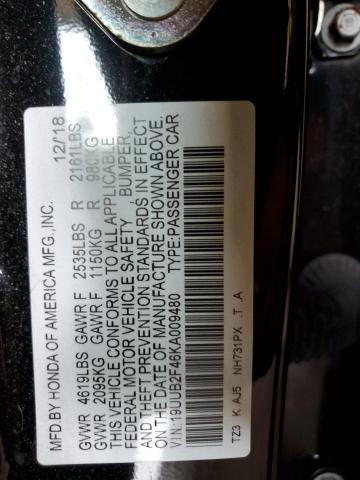 MFD.BY HONDA OF AMERICA MFG.,INC. 12/18
GVWR 4619LBS GAWR F 2535LBS R 2161LBS
GVWR 2095KG GAWR F 1150KG R 980KG
THIS VEHICLE CONFORMS TO ALL APPLICABLE
FEDERAL MOTOR VEHICLE SAFETY, BUMPER,
AND THEFT PREVENTION STANDARDS IN EFFECT
ON THE DATE OF MANUFACTURE SHOWN ABOVE.
V.I.N:19UUB2F46KA009480 TYPE:PASSENGER CAR
TZ3 K AJ5 NH731PX .T .A